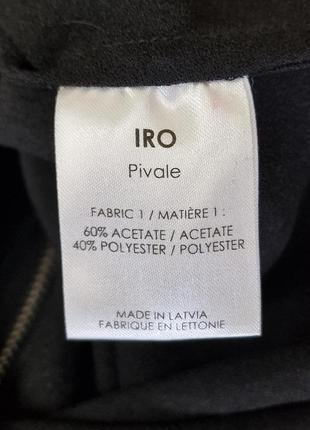 IRO
Pivale
FABRIC 1 / MATIÈRE 1 :
60% ACETATE / ACETATE
40% POLYESTER / POLYESTER
MADE IN LATVIA
FABRIQUE EN LETTONIE